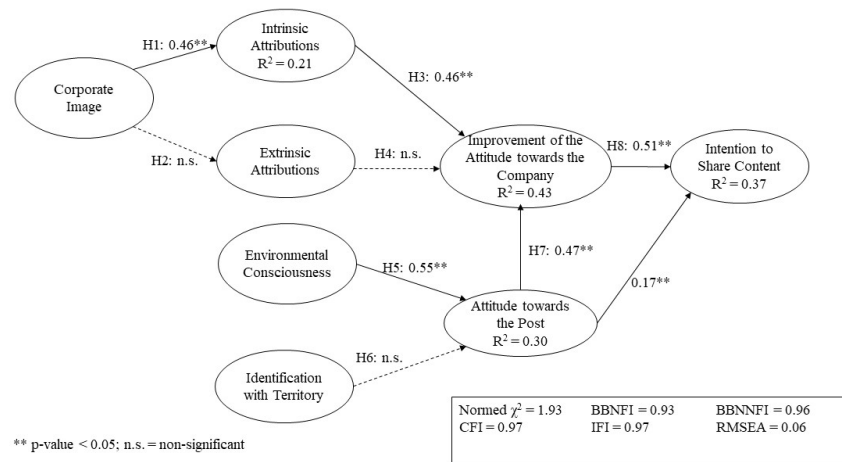 Intrinsic
Attributions
R² = 0.21
H1: 0.46**
Corporate
Image
H3: 0.46**
H2: n.s.
Extrinsic
Attributions
H4: n.s.
Improvement of the
Attitude towards the
Company
R² = 0.43
H8: 0.51**
Intention to
Share Content
R² = 0.37
Environmental
Consciousness
H5: 0.55**
H7: 0.47**
0.17**
Attitude towards
the Post
R² = 0.30
H6: n.s.
Identification
with Territory
Normed χ² = 1.93 BBNFI = 0.93 BBNNFI = 0.96
CFI = 0.97 IFI = 0.97 RMSEA = 0.06
** p-value < 0.05; n.s. = non-significant